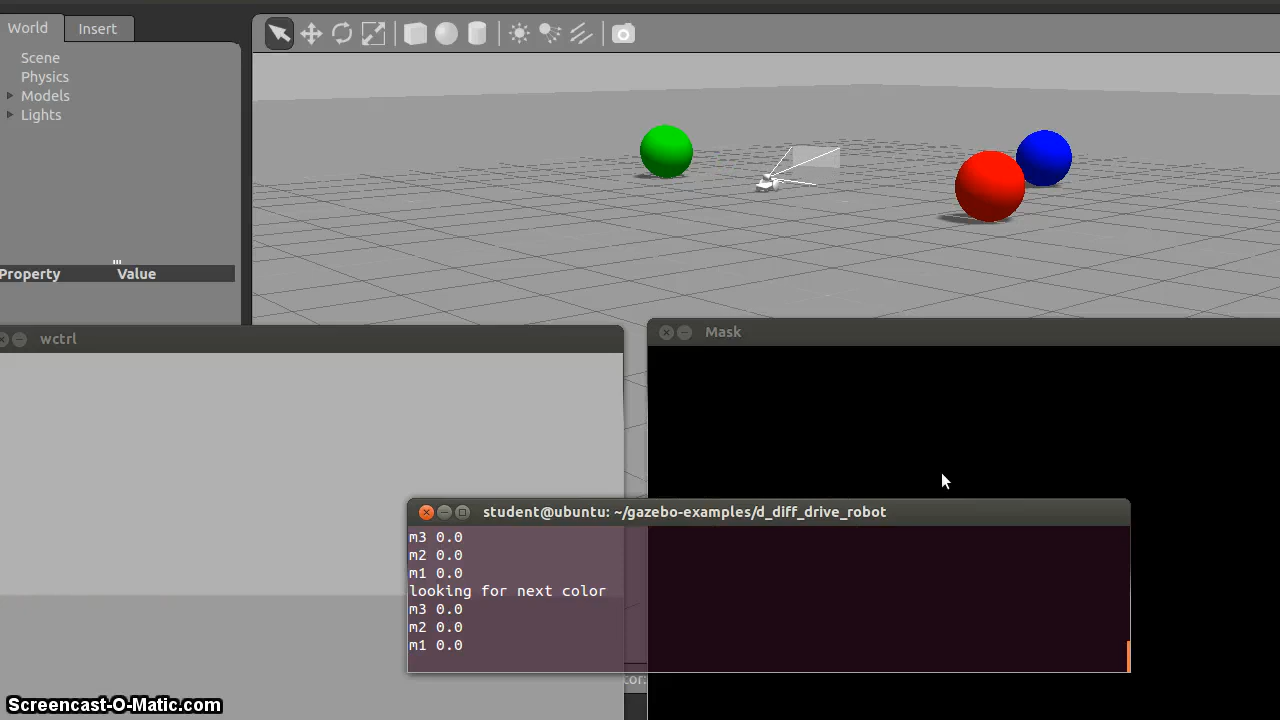 World
Insert
Scene
Physics
Models
Lights
Property
Value
wctrl
Mask
student@ubuntu: ~/gazebo-examples/d_diff_drive_robot
m3 0.0
m2 0.0
m1 0.0
looking for next color
m3 0.0
m2 0.0
m1 0.0
tor:
Screencast-O-Matic.com